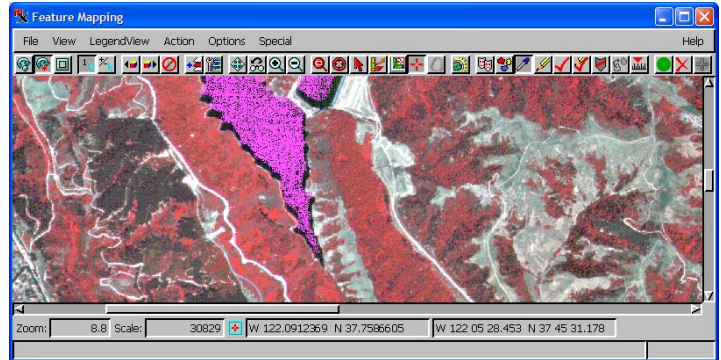 Feature Mapping
File View LegendView Action Options Special Help
Zoom: 8.8 Scale: 30829 W 122.0912369 N 37.7586605 W 122 05 28.453 N 37 45 31.178